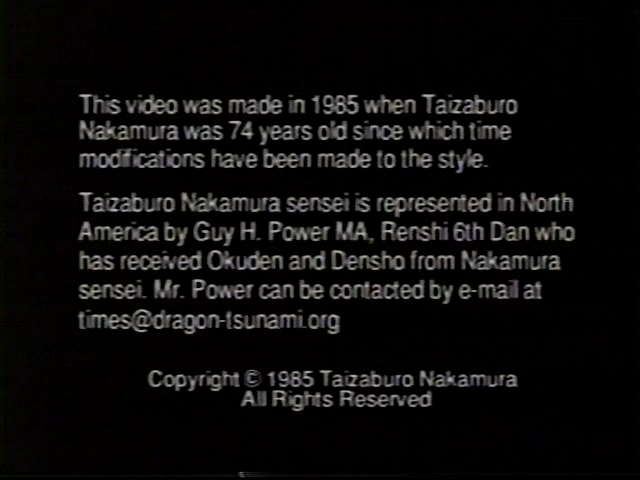 This video was made in 1985 when Taizaburo
Nakamura was 74 years old since which time
modifications have been made to the style.
Taizaburo Nakamura sensei is represented in North
America by Guy H. Power MA, Renshi 6th Dan who
has received Okuden and Densho from Nakamura
sensei. Mr. Power can be contacted by e-mail at
times@dragon-tsunami.org
Copyright © 1985 Taizaburo Nakamura
All Rights Reserved